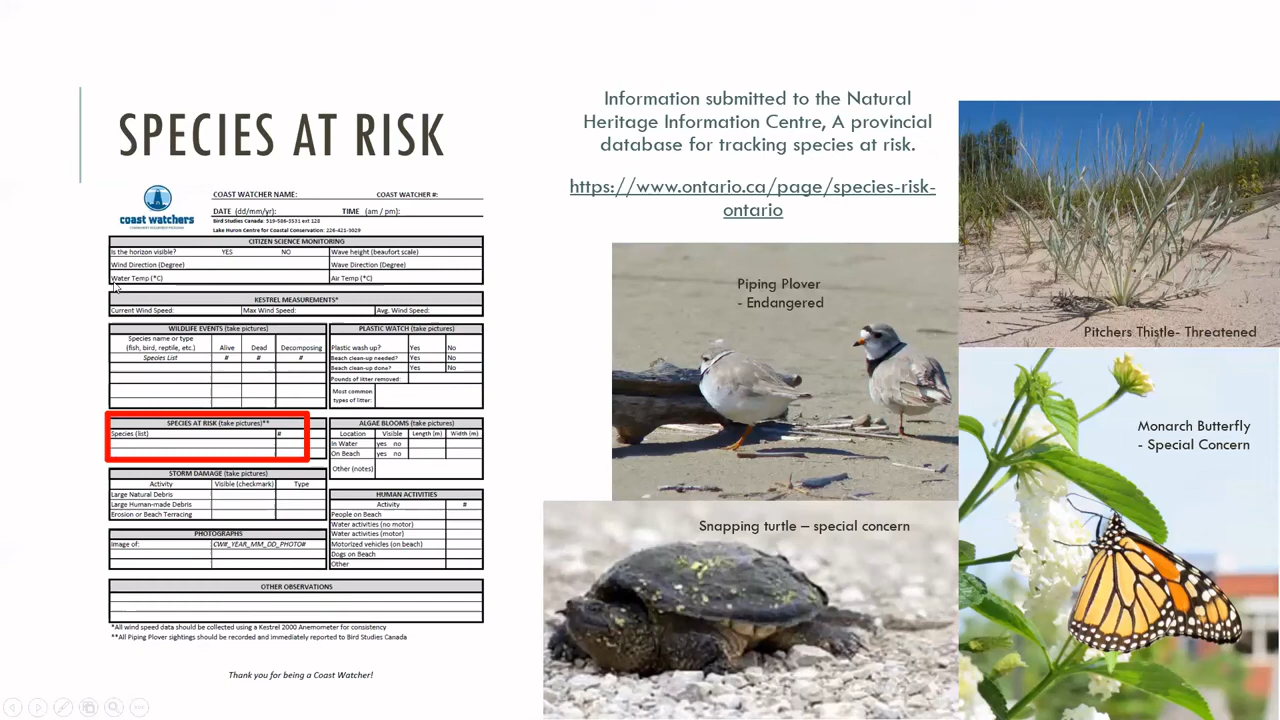 SPECIES AT RISK
coast watchers
COAST WATCHER NAME: COAST WATCHER #:
DATE (dd/mm/yy): TIME (am / pm):
Bird Studies Canada: 519-586-3531 ext 128
Lake Huron Centre for Coastal Conservation: 226-421-3029
CITIZEN SCIENCE MONITORING
Is the horizon visible? YES NO Wave height (beaufort scale)
Wind Direction (Degree) Wave Direction (Degree)
Water Temp (°C) Air Temp (°C)
KESTREL MEASUREMENTS*
Current Wind Speed: Max Wind Speed: Avg. Wind Speed:
WILDLIFE EVENTS (take pictures)
Species name or type
(fish, bird, reptile, etc.) Alive Dead Decomposing
Species List # # #
PLASTIC WATCH (take pictures)
Plastic wash up? Yes No
Beach clean-up needed? Yes No
Beach clean-up done? Yes No
Pounds of litter removed:
Most common
types of litter:
SPECIES AT RISK (take pictures)**
Species (list) #
ALGAE BLOOMS (take pictures)
Location Visible Length (m) Width (m)
In Water yes no
On Beach yes no
Other (notes)
STORM DAMAGE (take pictures)
Activity Visible (checkmark) Type
Large Natural Debris
Large Human-made Debris
Erosion or Beach Terracing
HUMAN ACTIVITIES
Activity #
People on Beach
Water activities (no motor)
Water activities (motor)
Motorized vehicles (on beach)
Dogs on Beach
Other
PHOTOGRAPHS
Image of: CW#_YEAR_MM_DD_PHOTO#
OTHER OBSERVATIONS
*All wind speed data should be collected using a Kestrel 2000 Anemometer for consistency
**All Piping Plover sightings should be recorded and immediately reported to Bird Studies Canada
Thank you for being a Coast Watcher!
Information submitted to the Natural
Heritage Information Centre, A provincial
database for tracking species at risk.
https://www.ontario.ca/page/species-risk-
ontario
Piping Plover
- Endangered
Pitchers Thistle- Threatened
Monarch Butterfly
- Special Concern
Snapping turtle – special concern